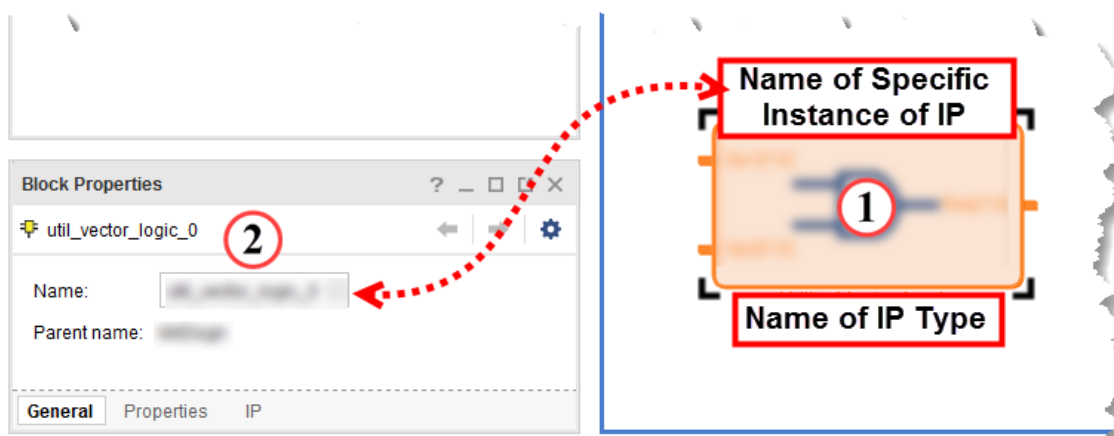 Name of Specific
Instance of IP
Block Properties
?
util_vector_logic_0
2
1
Name:
Parent name:
Name of IP Type
General Properties IP